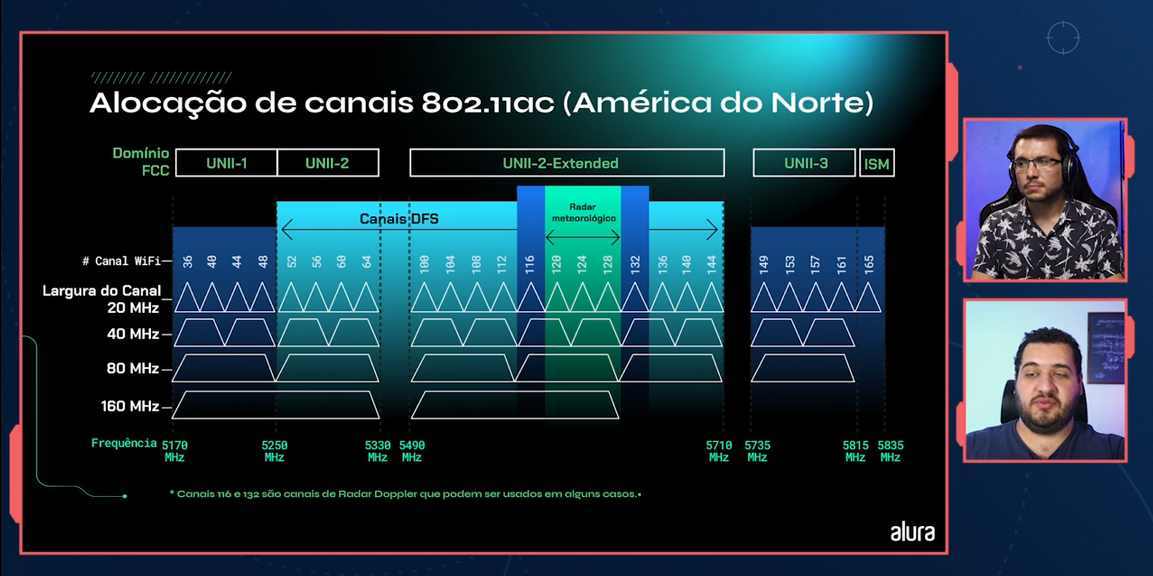 Alocação de canais 802.11ac (América do Norte)
Domínio
FCC
UNII-1
UNII-2
UNII-2-Extended
UNII-3
ISM
Canais DFS
Radar
meteorológico
# Canal WiFi
36 40 44 48 52 56 60 64 100 104 108 112 116 120 124 128 132 136 140 144 149 153 157 161 165
Largura do Canal
20 MHz
40 MHz
80 MHz
160 MHz
Frequência
5170 MHz
5250 MHz
5330 MHz
5490 MHz
5710 MHz
5735 MHz
5815 MHz
5835 MHz
* Canais 116 e 132 são canais de Radar Doppler que podem ser usados em alguns casos.
alura